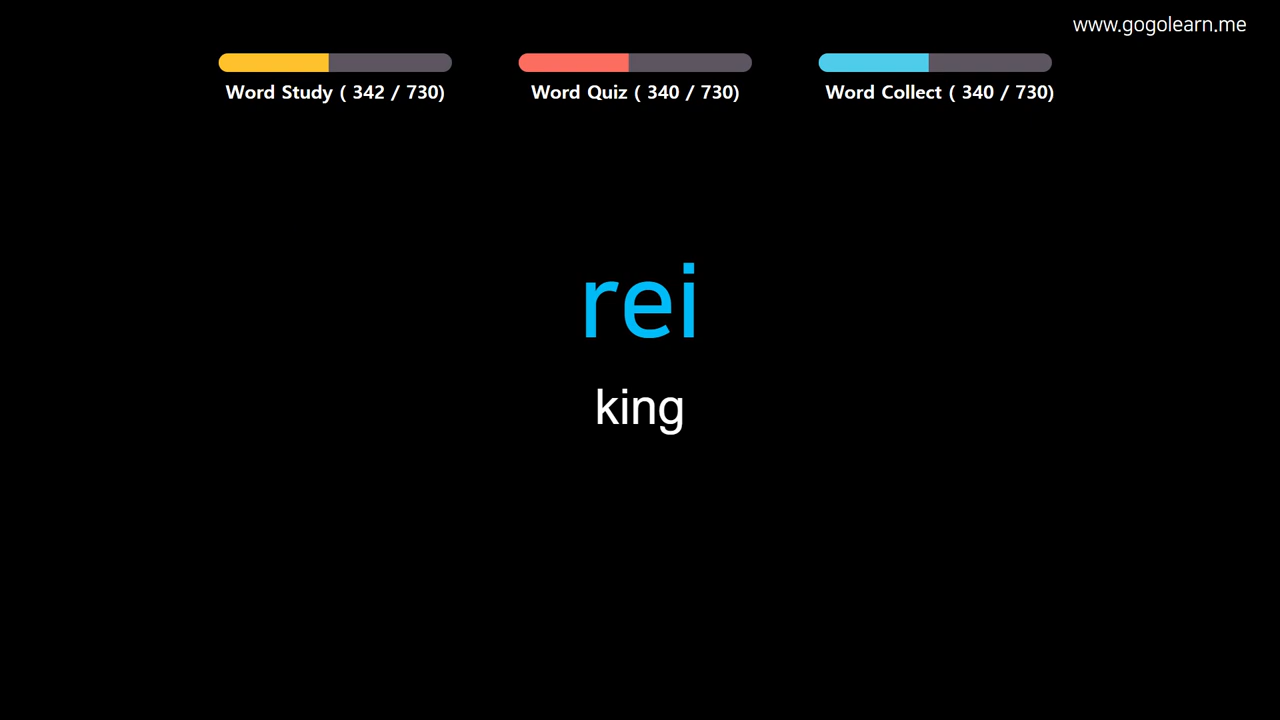 www.gogolearn.me
Word Study ( 342 / 730)
Word Quiz ( 340 / 730)
Word Collect ( 340 / 730)
rei
king